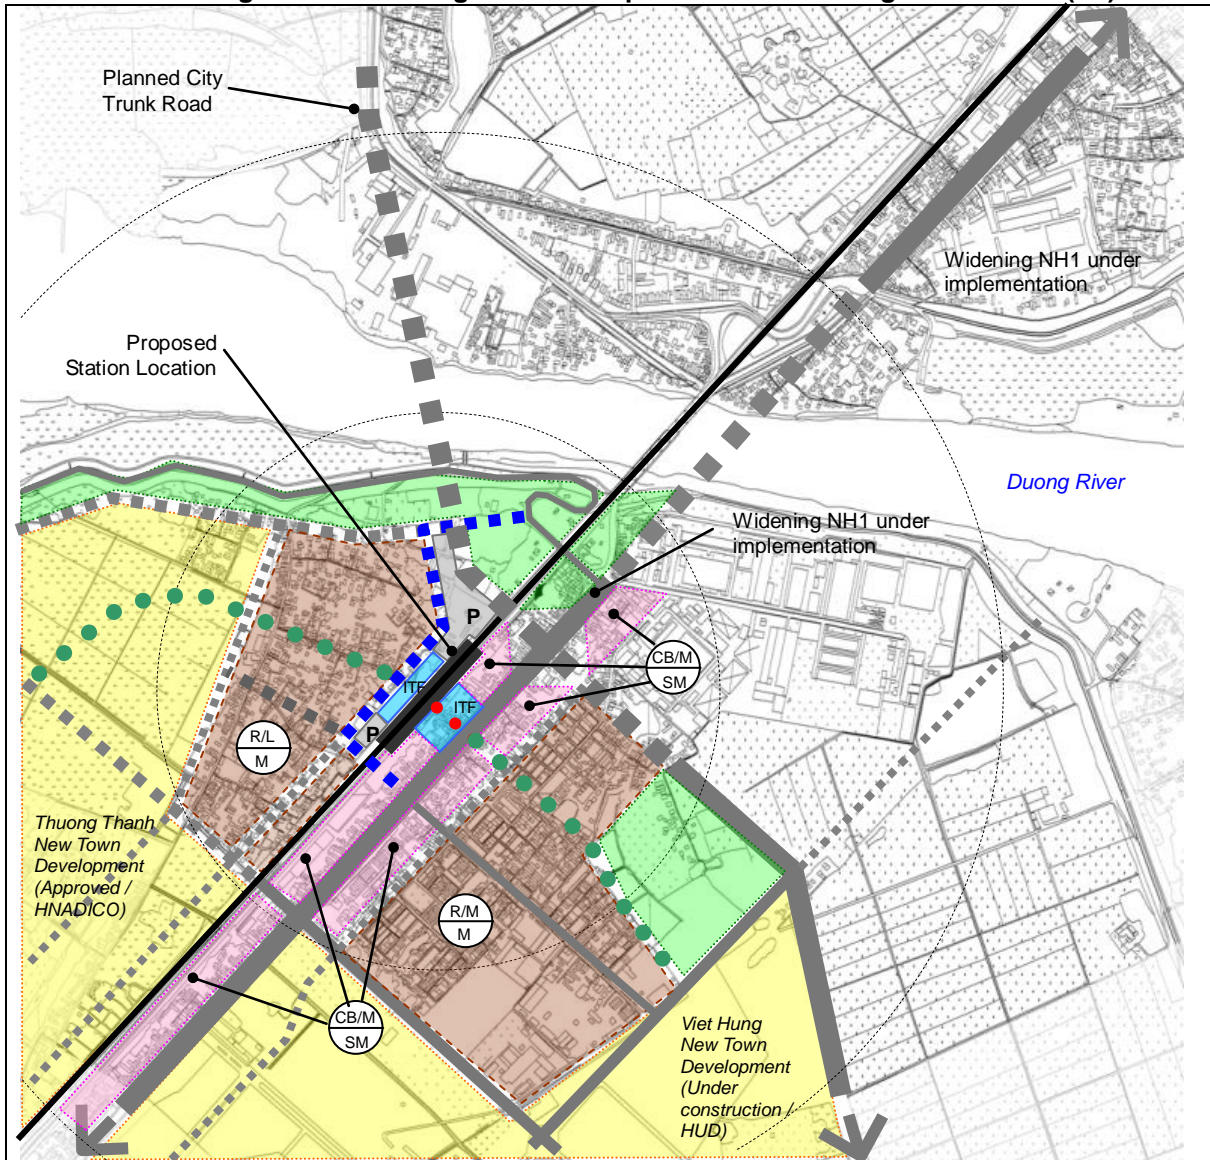 Planned City
Trunk Road
Widening NH1 under
implementation
Proposed
Station Location
Duong River
Widening NH1 under
implementation
P
CB/M
SM
ITF
ITF
P
R/L
M
Thuong Thanh
New Town
Development
(Approved /
HNADICO)
R/M
M
CB/M
SM
Viet Hung
New Town
Development
(Under
construction /
HUD)